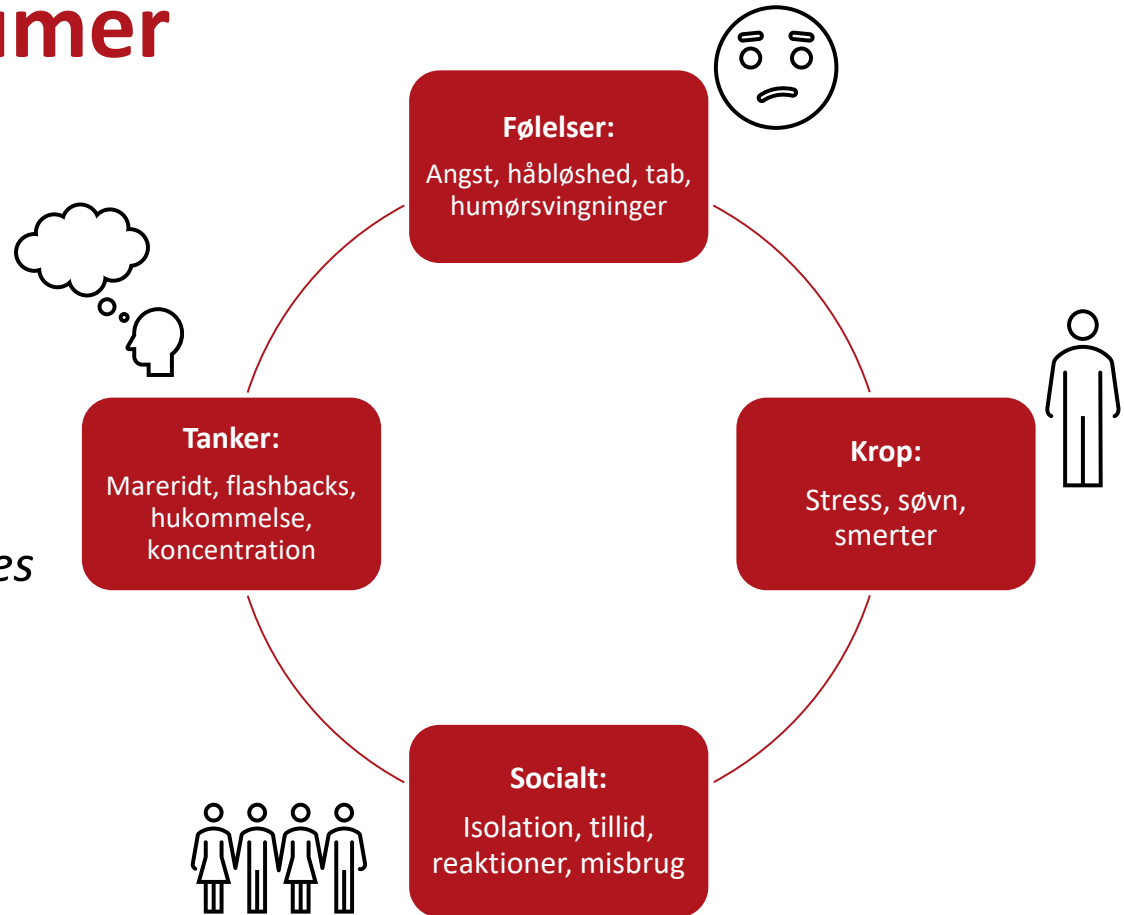 umer
Følelser:
Angst, håbløshed, tab,
humørsvingninger
Tanker:
Mareridt, flashbacks,
hukommelse,
koncentration
Krop:
Stress, søvn,
smerter
es
Socialt:
Isolation, tillid,
reaktioner, misbrug